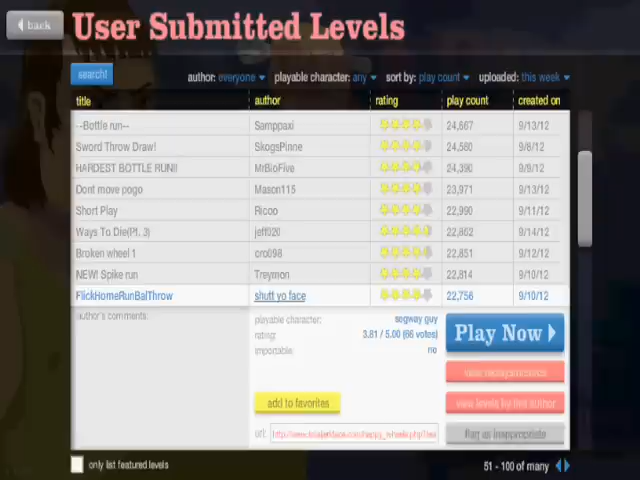 back
User Submitted Levels
search!
author: everyone playable character: any sort by: play count uploaded: this week
title author rating play count created on
--Bottle run-- Samppaxi 24,667 9/13/12
Sword Throw Draw! SkogsPinne 24,580 9/8/12
HARDEST BOTTLE RUN!! MrBioFive 24,390 9/9/12
Dont move pogo Mason115 23,971 9/13/12
Short Play Ricoo 22,990 9/11/12
Ways To Die(Pt. 3) jeff920 22,862 9/14/12
Broken wheel 1 cro098 22,851 9/12/12
NEW! Spike run Treymon 22,814 9/10/12
FlickHomeRunBalThrow shutt yo face 22,756 9/10/12
author's comments:
playable character: segway guy
rating: 3.81 / 5.00 (66 votes)
importable: no
Play Now
view levels by this author
add to favorites
flag as inappropriate
url:
only list featured levels
51 - 100 of many